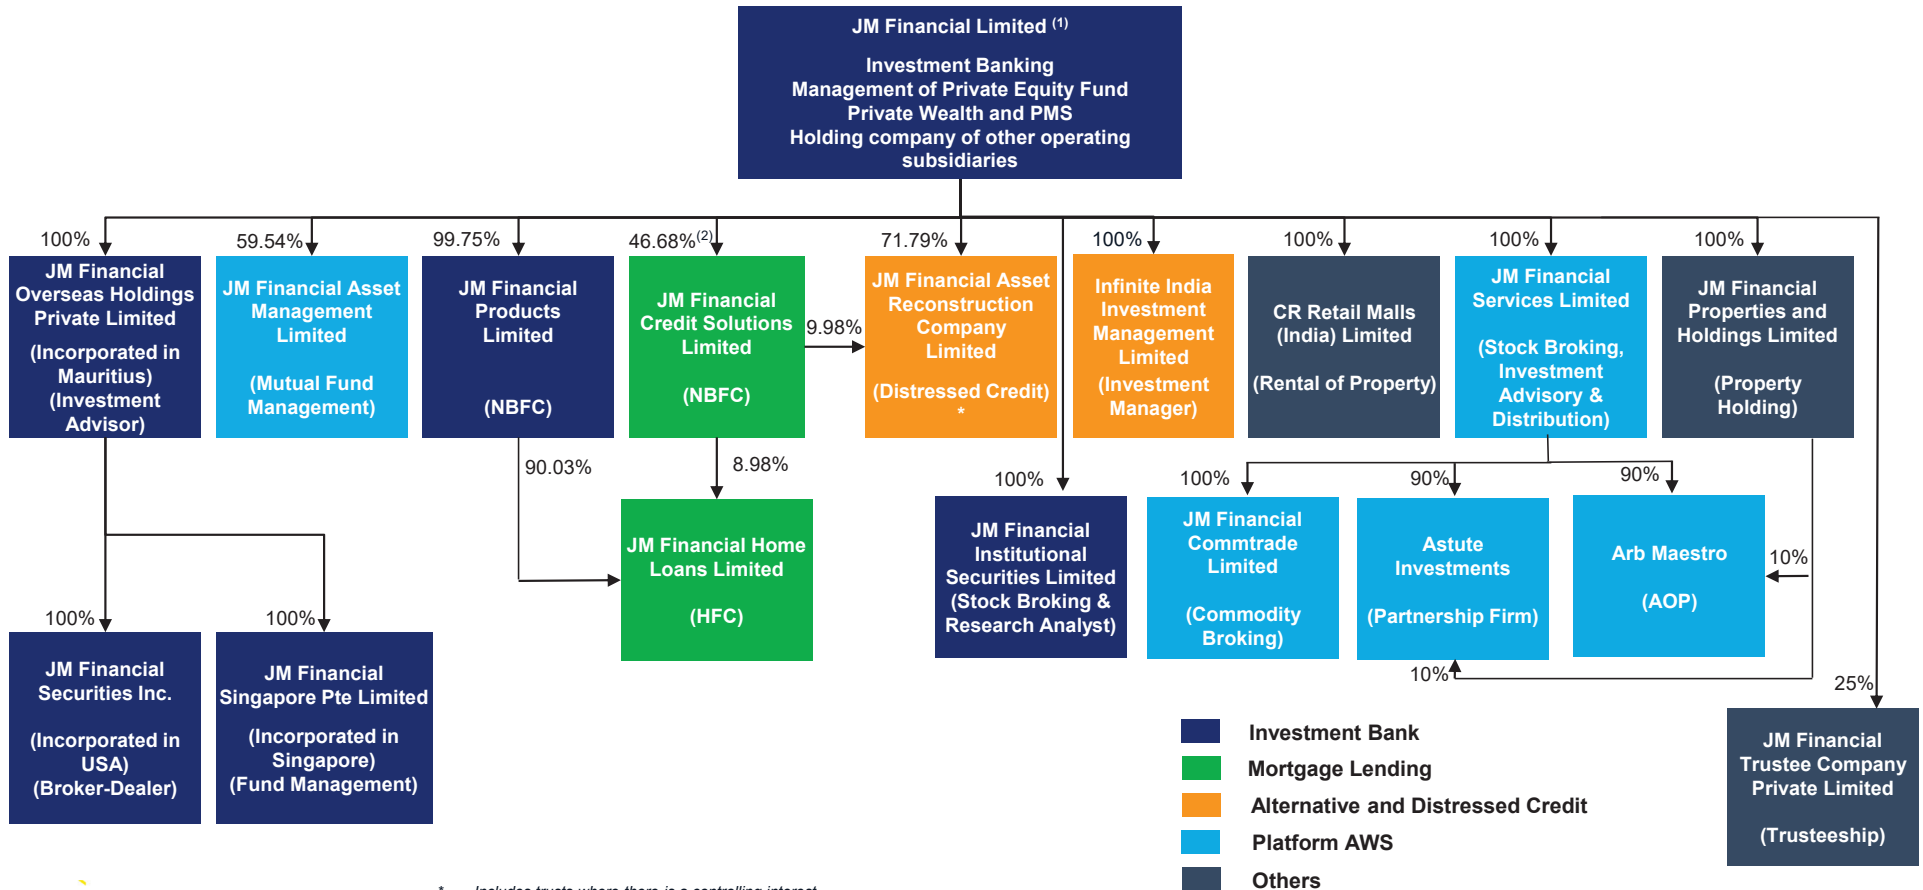 JM Financial Limited (1)
Investment Banking
Management of Private Equity Fund
Private Wealth and PMS
Holding company of other operating
subsidiaries
100%
59.54%
99.75%
46.68%(2)
71.79%
100%
100%
100%
100%
JM Financial
Overseas Holdings
Private Limited
(Incorporated in
Mauritius)
(Investment
Advisor)
JM Financial Asset
Management
Limited
(Mutual Fund
Management)
JM Financial
Products
Limited
(NBFC)
JM Financial
Credit Solutions
Limited
(NBFC)
9.98%
JM Financial Asset
Reconstruction
Company
Limited
(Distressed Credit)
*
Infinite India
Investment
Management
Limited
(Investment
Manager)
CR Retail Malls
(India) Limited
(Rental of Property)
JM Financial
Services Limited
(Stock Broking,
Investment
Advisory &
Distribution)
JM Financial
Properties and
Holdings Limited
(Property
Holding)
90.03%
8.98%
100%
100%
90%
90%
JM Financial Home
Loans Limited
(HFC)
JM Financial
Institutional
Securities Limited
(Stock Broking &
Research Analyst)
JM Financial
Commtrade
Limited
(Commodity
Broking)
Astute
Investments
(Partnership Firm)
Arb Maestro
(AOP)
10%
10%
25%
100%
100%
JM Financial
Securities Inc.
(Incorporated in
USA)
(Broker-Dealer)
JM Financial
Singapore Pte Limited
(Incorporated in
Singapore)
(Fund Management)
JM Financial
Trustee Company
Private Limited
(Trusteeship)
Investment Bank
Mortgage Lending
Alternative and Distressed Credit
Platform AWS
Others
* Includes trusts where there is a controlling interest